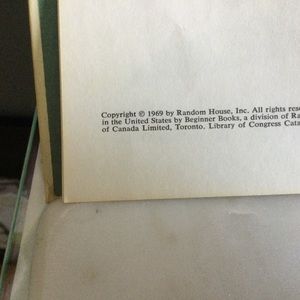 Copyright © 1969 by Random House, Inc. All rights rese
in the United States by Beginner Books, a division of Ra
of Canada Limited, Toronto. Library of Congress Cata